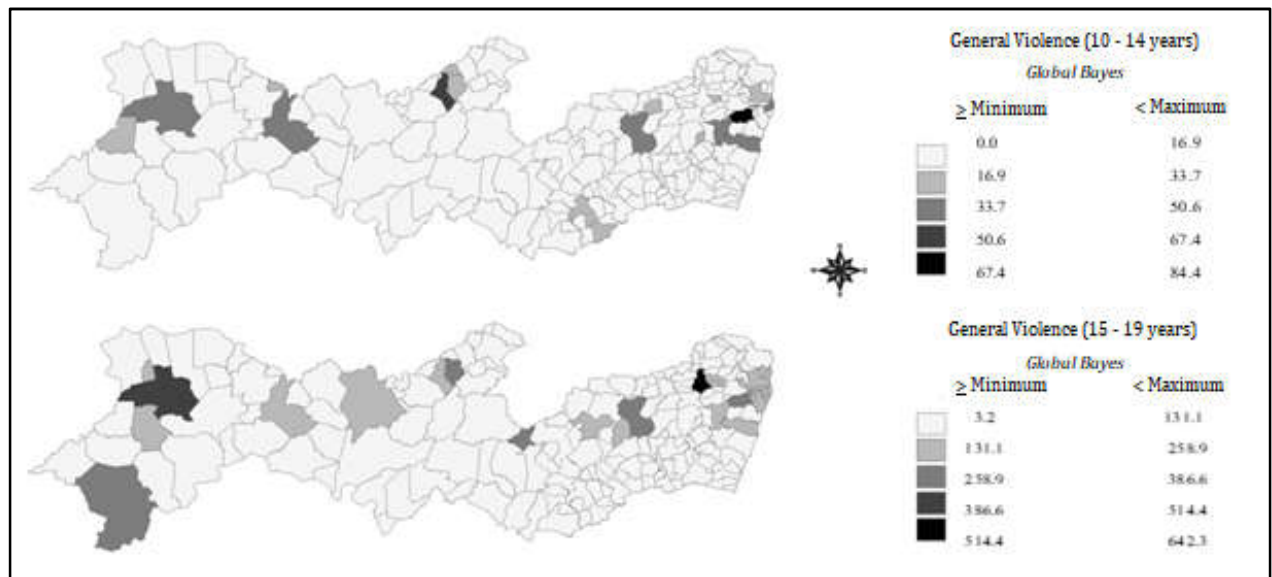 General Violence (10 - 14 years)
Global Bayes
≥ Minimum < Maximum
0.0 16.9
16.9 33.7
33.7 50.6
50.6 67.4
67.4 84.4
General Violence (15 - 19 years)
Global Bayes
≥ Minimum < Maximum
3.2 131.1
131.1 258.9
258.9 386.6
386.6 514.4
514.4 642.3